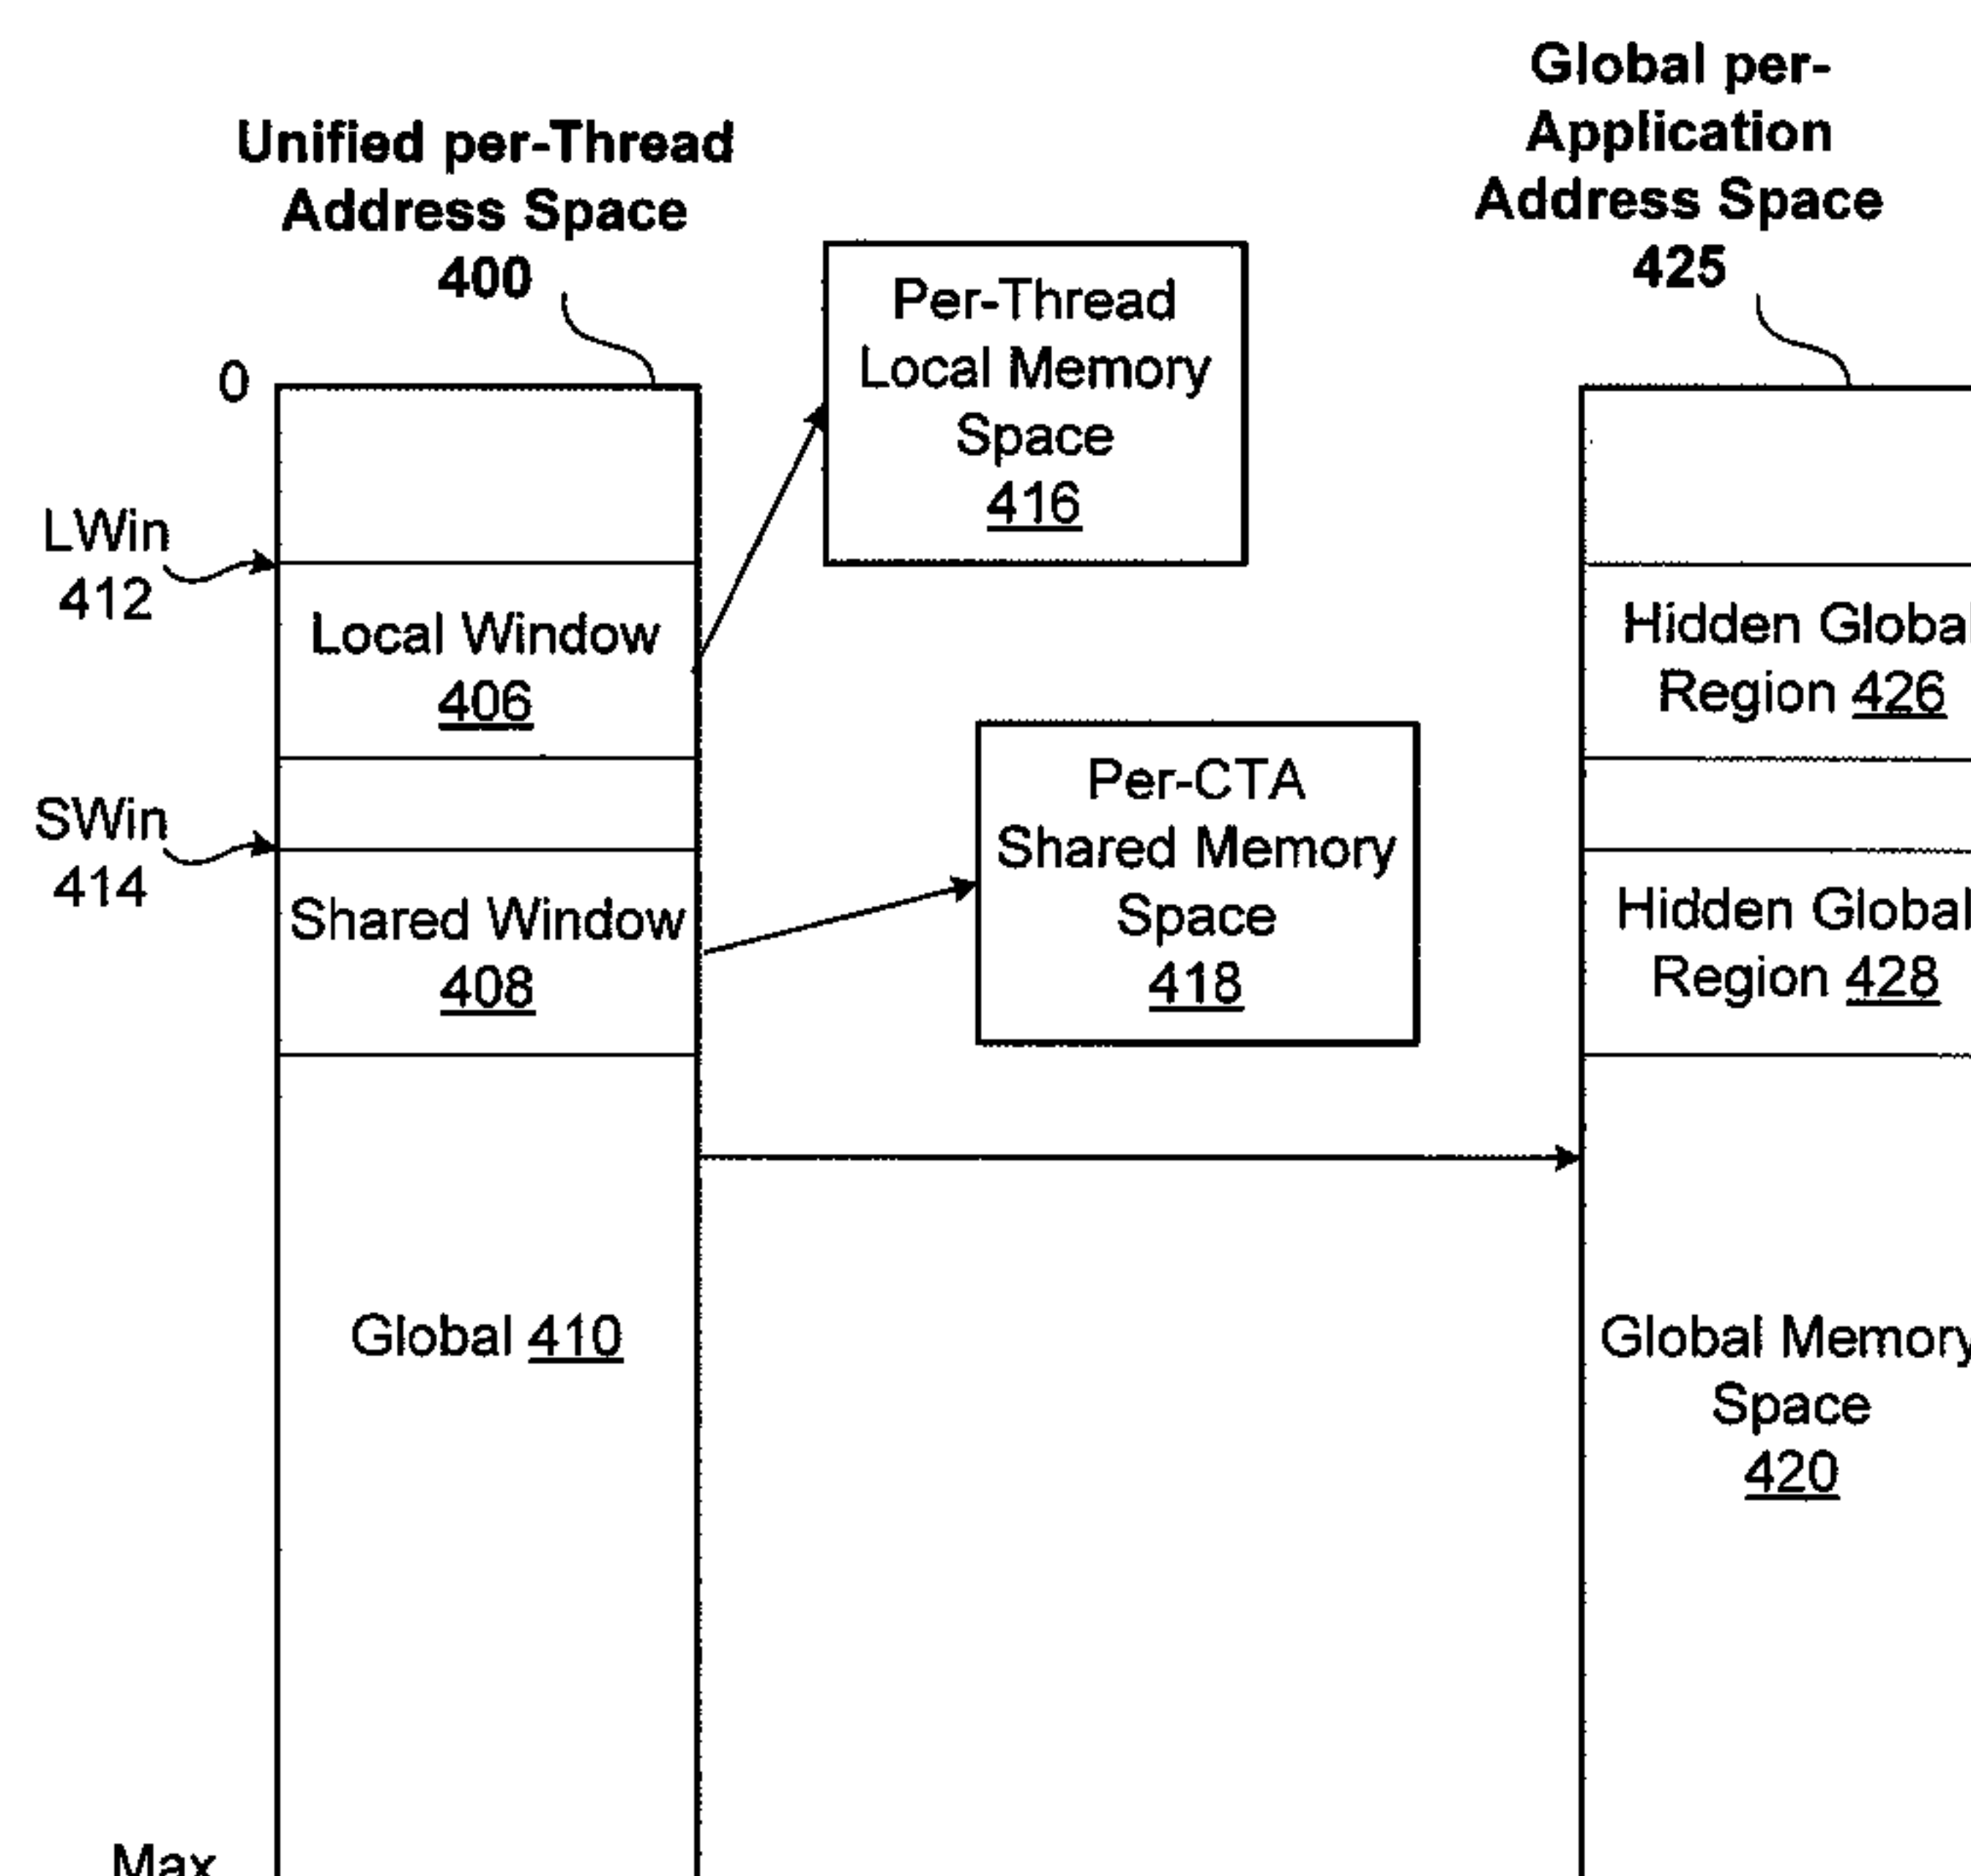 Unified per-Thread
Address Space
400
Global per-
Application
Address Space
425
0
Per-Thread
Local Memory
Space
416
LWin
412
Local Window
406
Hidden Global
Region 426
SWin
414
Per-CTA
Shared Memory
Space
418
Shared Window
408
Hidden Global
Region 428
Global 410
Global Memory
Space
420
Max